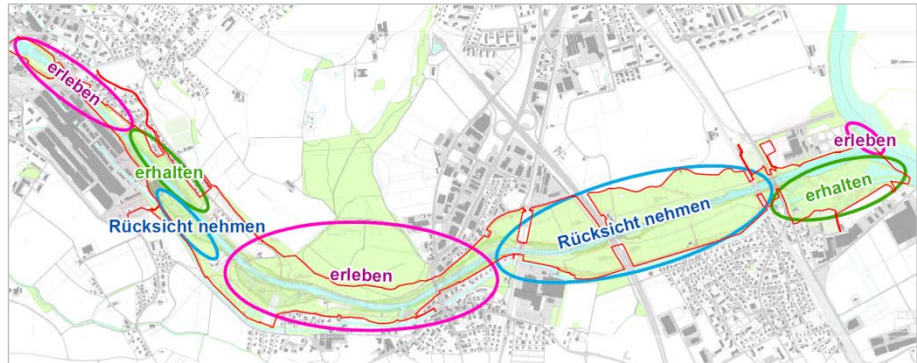 erleben
erhalten
Rücksicht nehmen
erleben
Rücksicht nehmen
erleben
erhalten